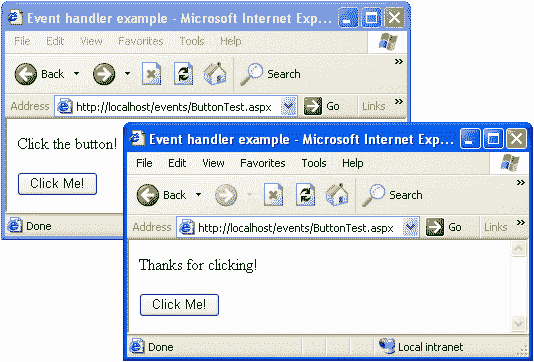 Event handler example - Microsoft Internet Exp...
File Edit View Favorites Tools Help
Back Search »
Address http://localhost/events/ButtonTest.aspx Go Links »
Click the button!
Click Me!
Done
Event handler example - Microsoft Internet Exp...
File Edit View Favorites Tools Help
Back Search »
Address http://localhost/events/ButtonTest.aspx Go Links »
Thanks for clicking!
Click Me!
Done Local intranet